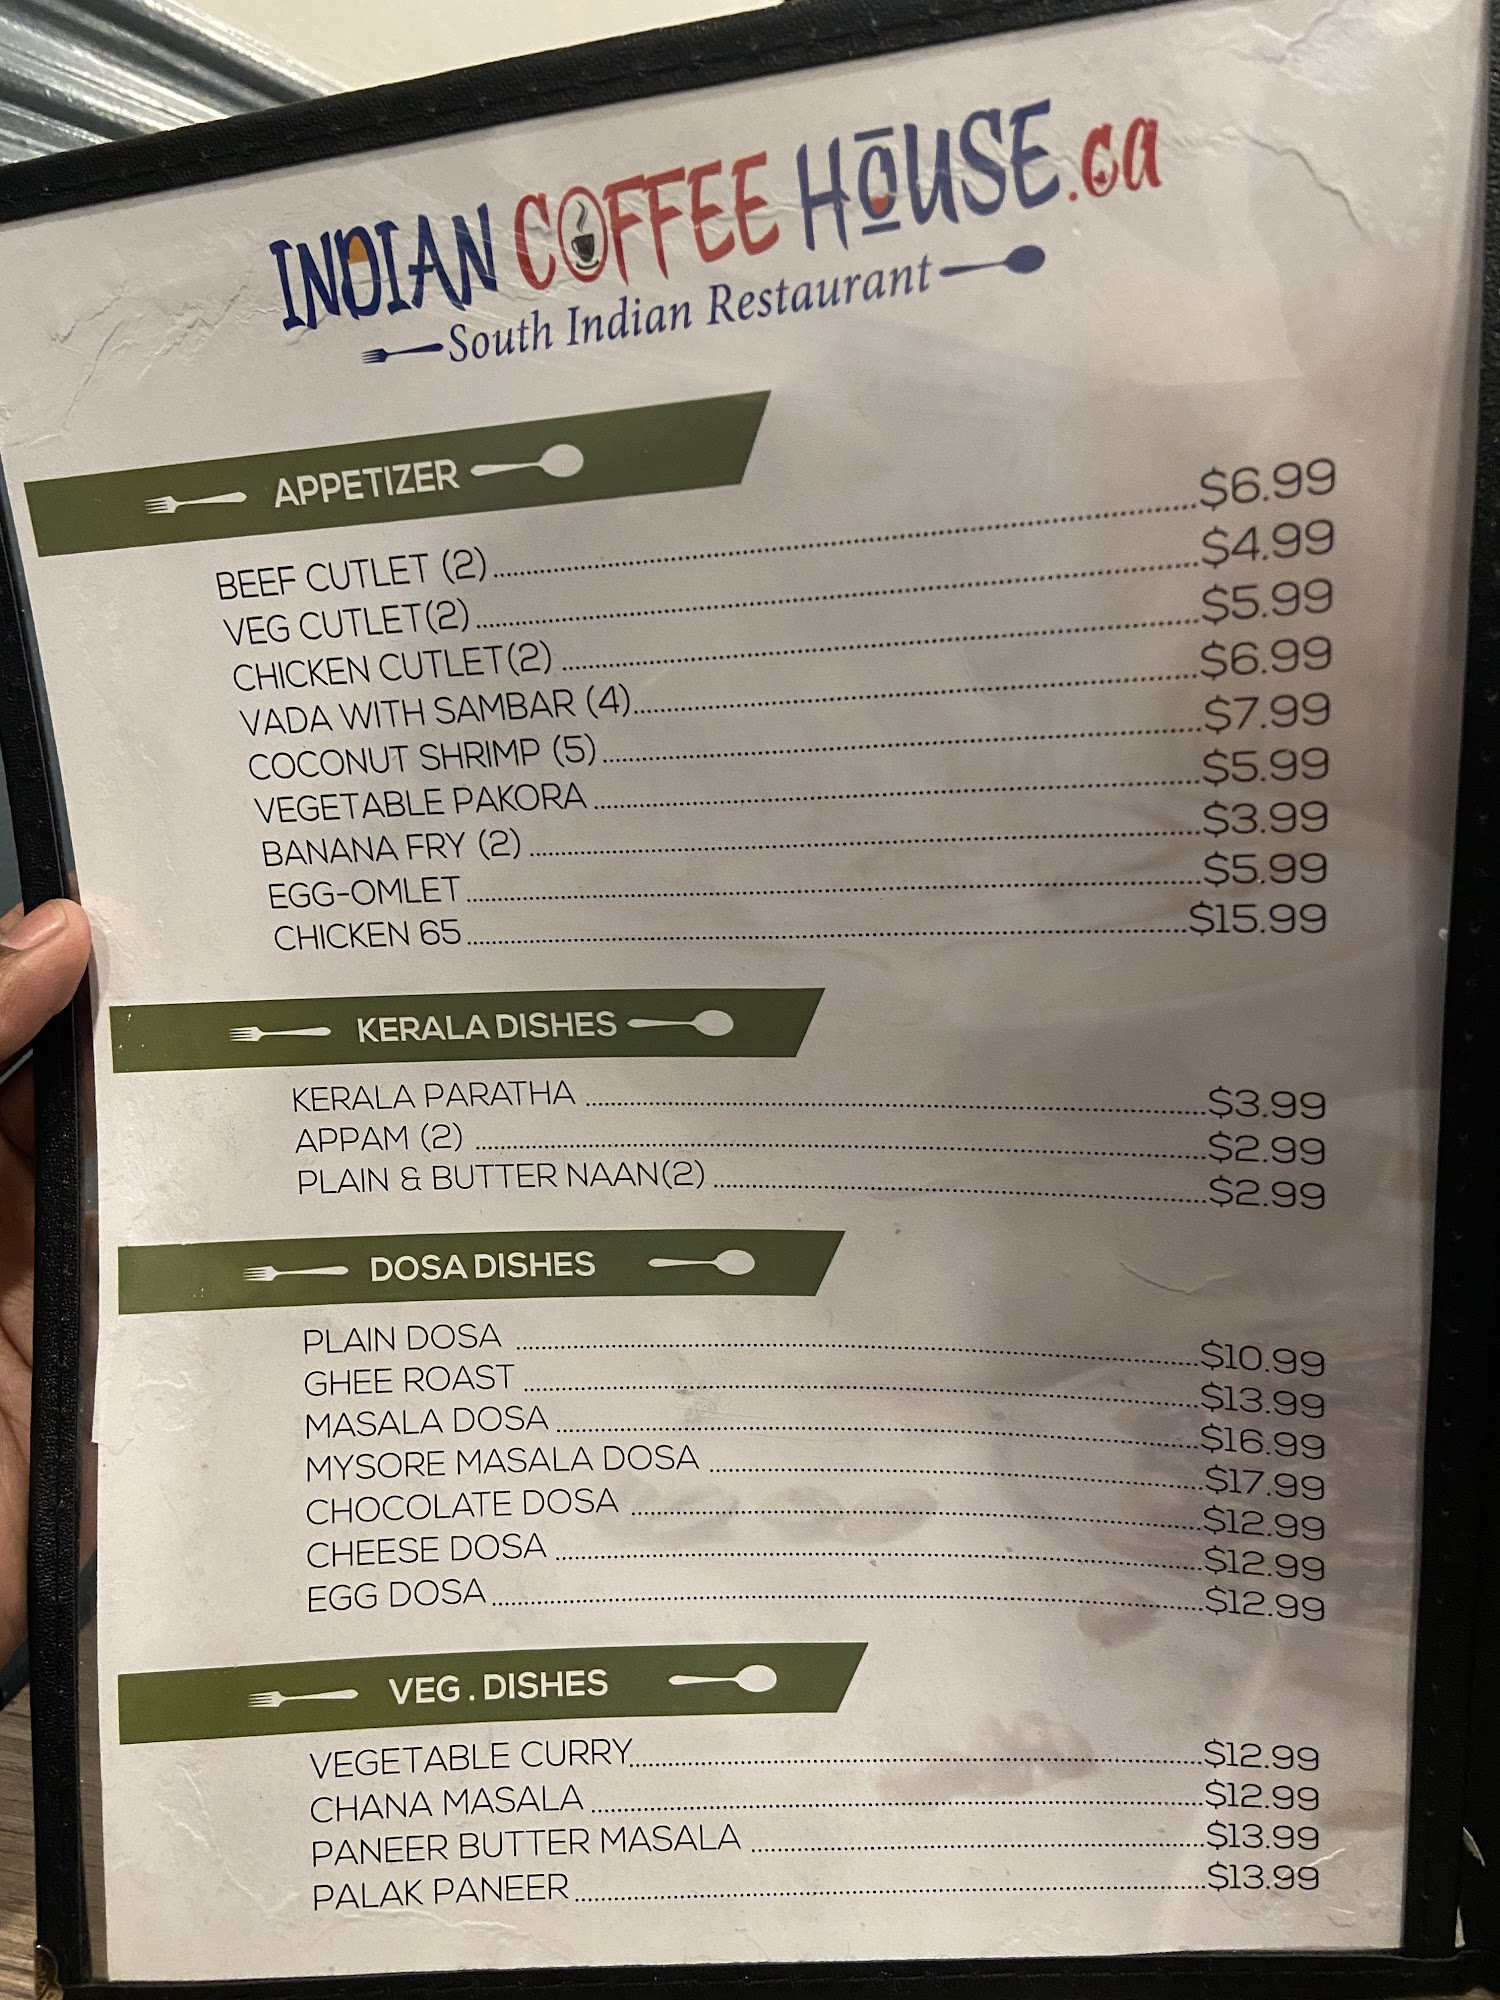 INDIAN COFFEE HOUSE.ca
South Indian Restaurant
APPETIZER
BEEF CUTLET (2) $6.99
VEG CUTLET(2) $4.99
CHICKEN CUTLET(2) $5.99
VADA WITH SAMBAR (4) $6.99
COCONUT SHRIMP (5) $7.99
VEGETABLE PAKORA $5.99
BANANA FRY (2) $3.99
EGG-OMLET $5.99
CHICKEN 65 $15.99
KERALA DISHES
KERALA PARATHA $3.99
APPAM (2) $2.99
PLAIN & BUTTER NAAN(2) $2.99
DOSA DISHES
PLAIN DOSA $10.99
GHEE ROAST $13.99
MASALA DOSA $16.99
MYSORE MASALA DOSA $17.99
CHOCOLATE DOSA $12.99
CHEESE DOSA $12.99
EGG DOSA $12.99
VEG . DISHES
VEGETABLE CURRY $12.99
CHANA MASALA $12.99
PANEER BUTTER MASALA $13.99
PALAK PANEER $13.99